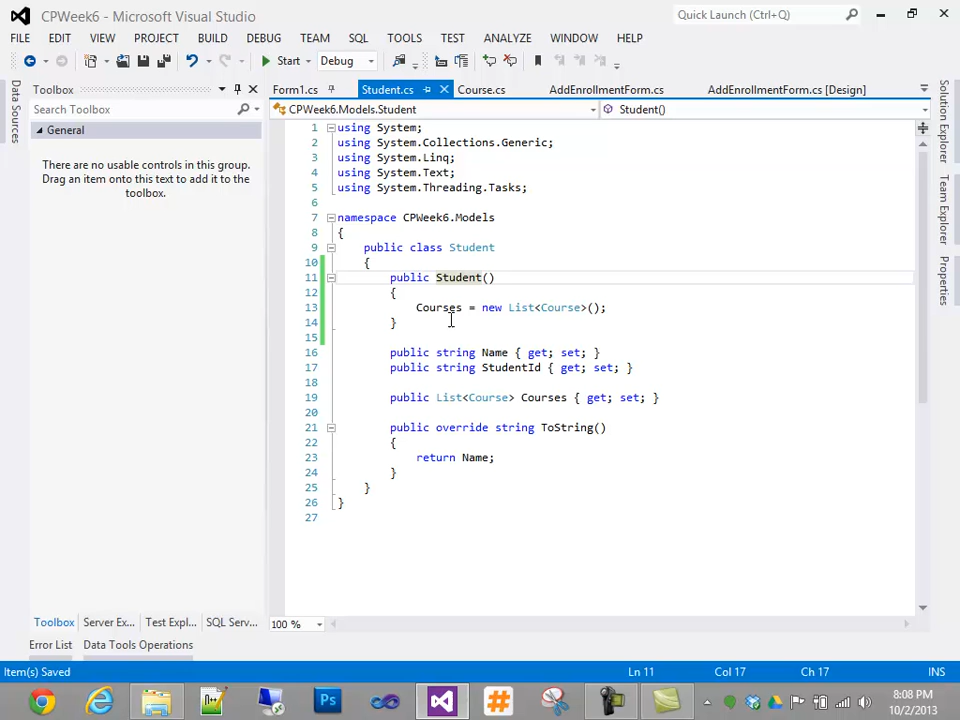 CPWeek6 - Microsoft Visual Studio
Quick Launch (Ctrl+Q)
FILE EDIT VIEW PROJECT BUILD DEBUG TEAM SQL TOOLS TEST ANALYZE WINDOW HELP
Start Debug
Data Sources
Toolbox
Search Toolbox
General
There are no usable controls in this group.
Drag an item onto this text to add it to the
toolbox.
Form1.cs Student.cs Course.cs AddEnrollmentForm.cs AddEnrollmentForm.cs [Design]
CPWeek6.Models.Student Student()
1 using System;
2 using System.Collections.Generic;
3 using System.Linq;
4 using System.Text;
5 using System.Threading.Tasks;
6
7 namespace CPWeek6.Models
8 {
9 public class Student
10 {
11 public Student()
12 {
13 Courses = new List<Course>();
14 }
15
16 public string Name { get; set; }
17 public string StudentId { get; set; }
18
19 public List<Course> Courses { get; set; }
20
21 public override string ToString()
22 {
23 return Name;
24 }
25 }
26 }
27
Solution Explorer
Team Explorer
Properties
Toolbox Server Ex... Test Expl... SQL Serv...
100 %
Error List Data Tools Operations
Item(s) Saved Ln 11 Col 17 Ch 17 INS
Ps
8:08 PM
10/2/2013